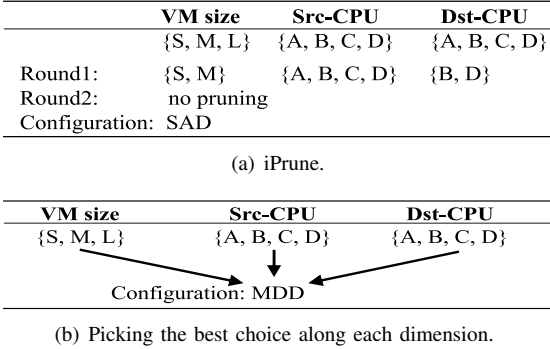 VM size Src-CPU Dst-CPU
{S, M, L} {A, B, C, D} {A, B, C, D}
Round1: {S, M} {A, B, C, D} {B, D}
Round2: no pruning
Configuration: SAD
(a) iPrune.
VM size Src-CPU Dst-CPU
{S, M, L} {A, B, C, D} {A, B, C, D}
Configuration: MDD
(b) Picking the best choice along each dimension.